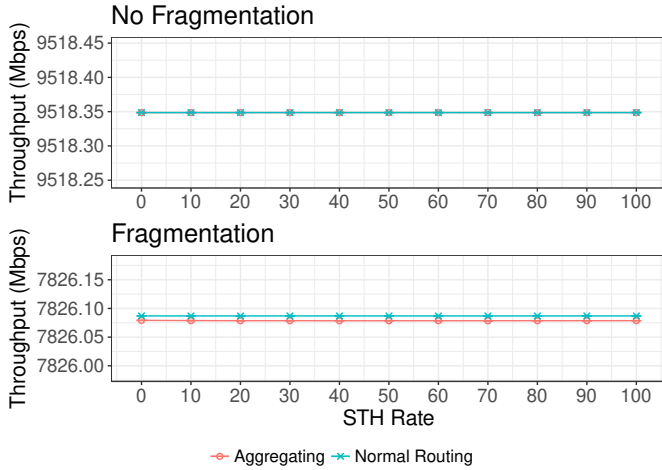 No Fragmentation
Throughput (Mbps)
9518.45
9518.40
9518.35
9518.30
9518.25
0 10 20 30 40 50 60 70 80 90 100
Fragmentation
Throughput (Mbps)
7826.15
7826.10
7826.05
7826.00
0 10 20 30 40 50 60 70 80 90 100
STH Rate
Aggregating Normal Routing